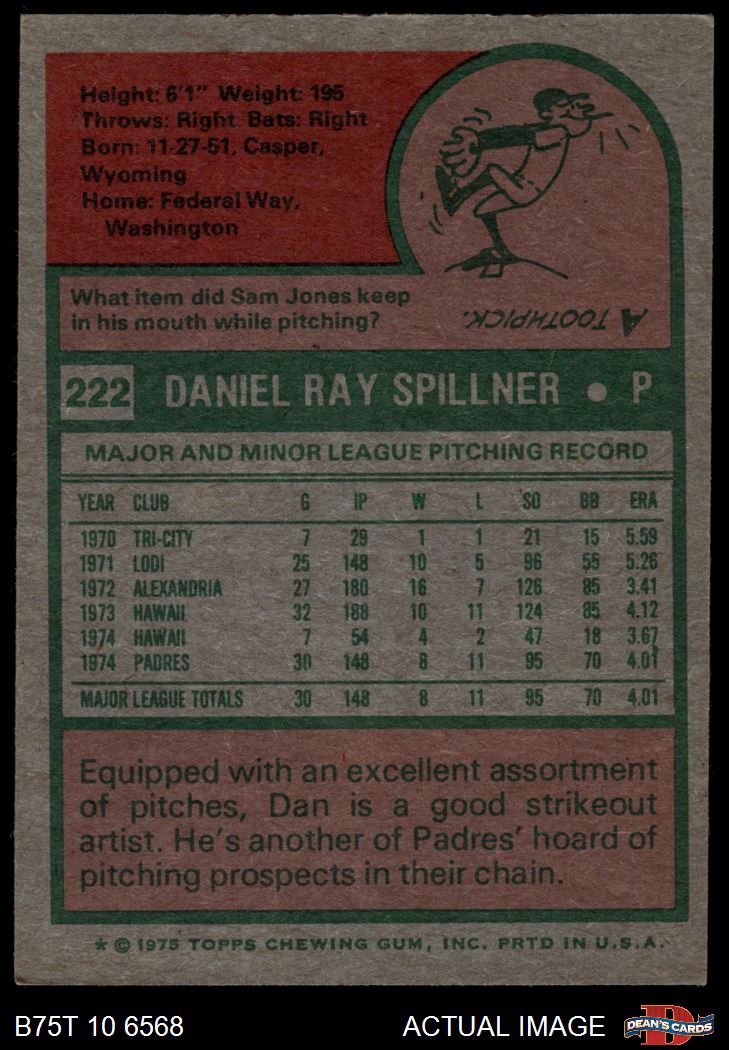 Height: 6'1" Weight: 195
Throws: Right Bats: Right
Born: 11-27-51, Casper,
Wyoming
Home: Federal Way,
Washington
What item did Sam Jones keep
in his mouth while pitching?
A TOOTHPICK.
222 DANIEL RAY SPILLNER • P
MAJOR AND MINOR LEAGUE PITCHING RECORD
YEAR CLUB G IP W L SO BB ERA
1970 TRI-CITY 7 29 1 1 21 15 5.59
1971 LODI 25 148 10 5 96 55 5.26
1972 ALEXANDRIA 27 180 16 7 126 85 3.41
1973 HAWAII 32 188 10 11 124 85 4.12
1974 HAWAII 7 54 4 2 47 18 3.67
1974 PADRES 30 148 8 11 95 70 4.01
MAJOR LEAGUE TOTALS 30 148 8 11 95 70 4.01
Equipped with an excellent assortment
of pitches, Dan is a good strikeout
artist. He's another of Padres' hoard of
pitching prospects in their chain.
* © 1975 TOPPS CHEWING GUM, INC. PRTD IN U.S.A.
B75T 10 6568 ACTUAL IMAGE DEAN'S CARDS